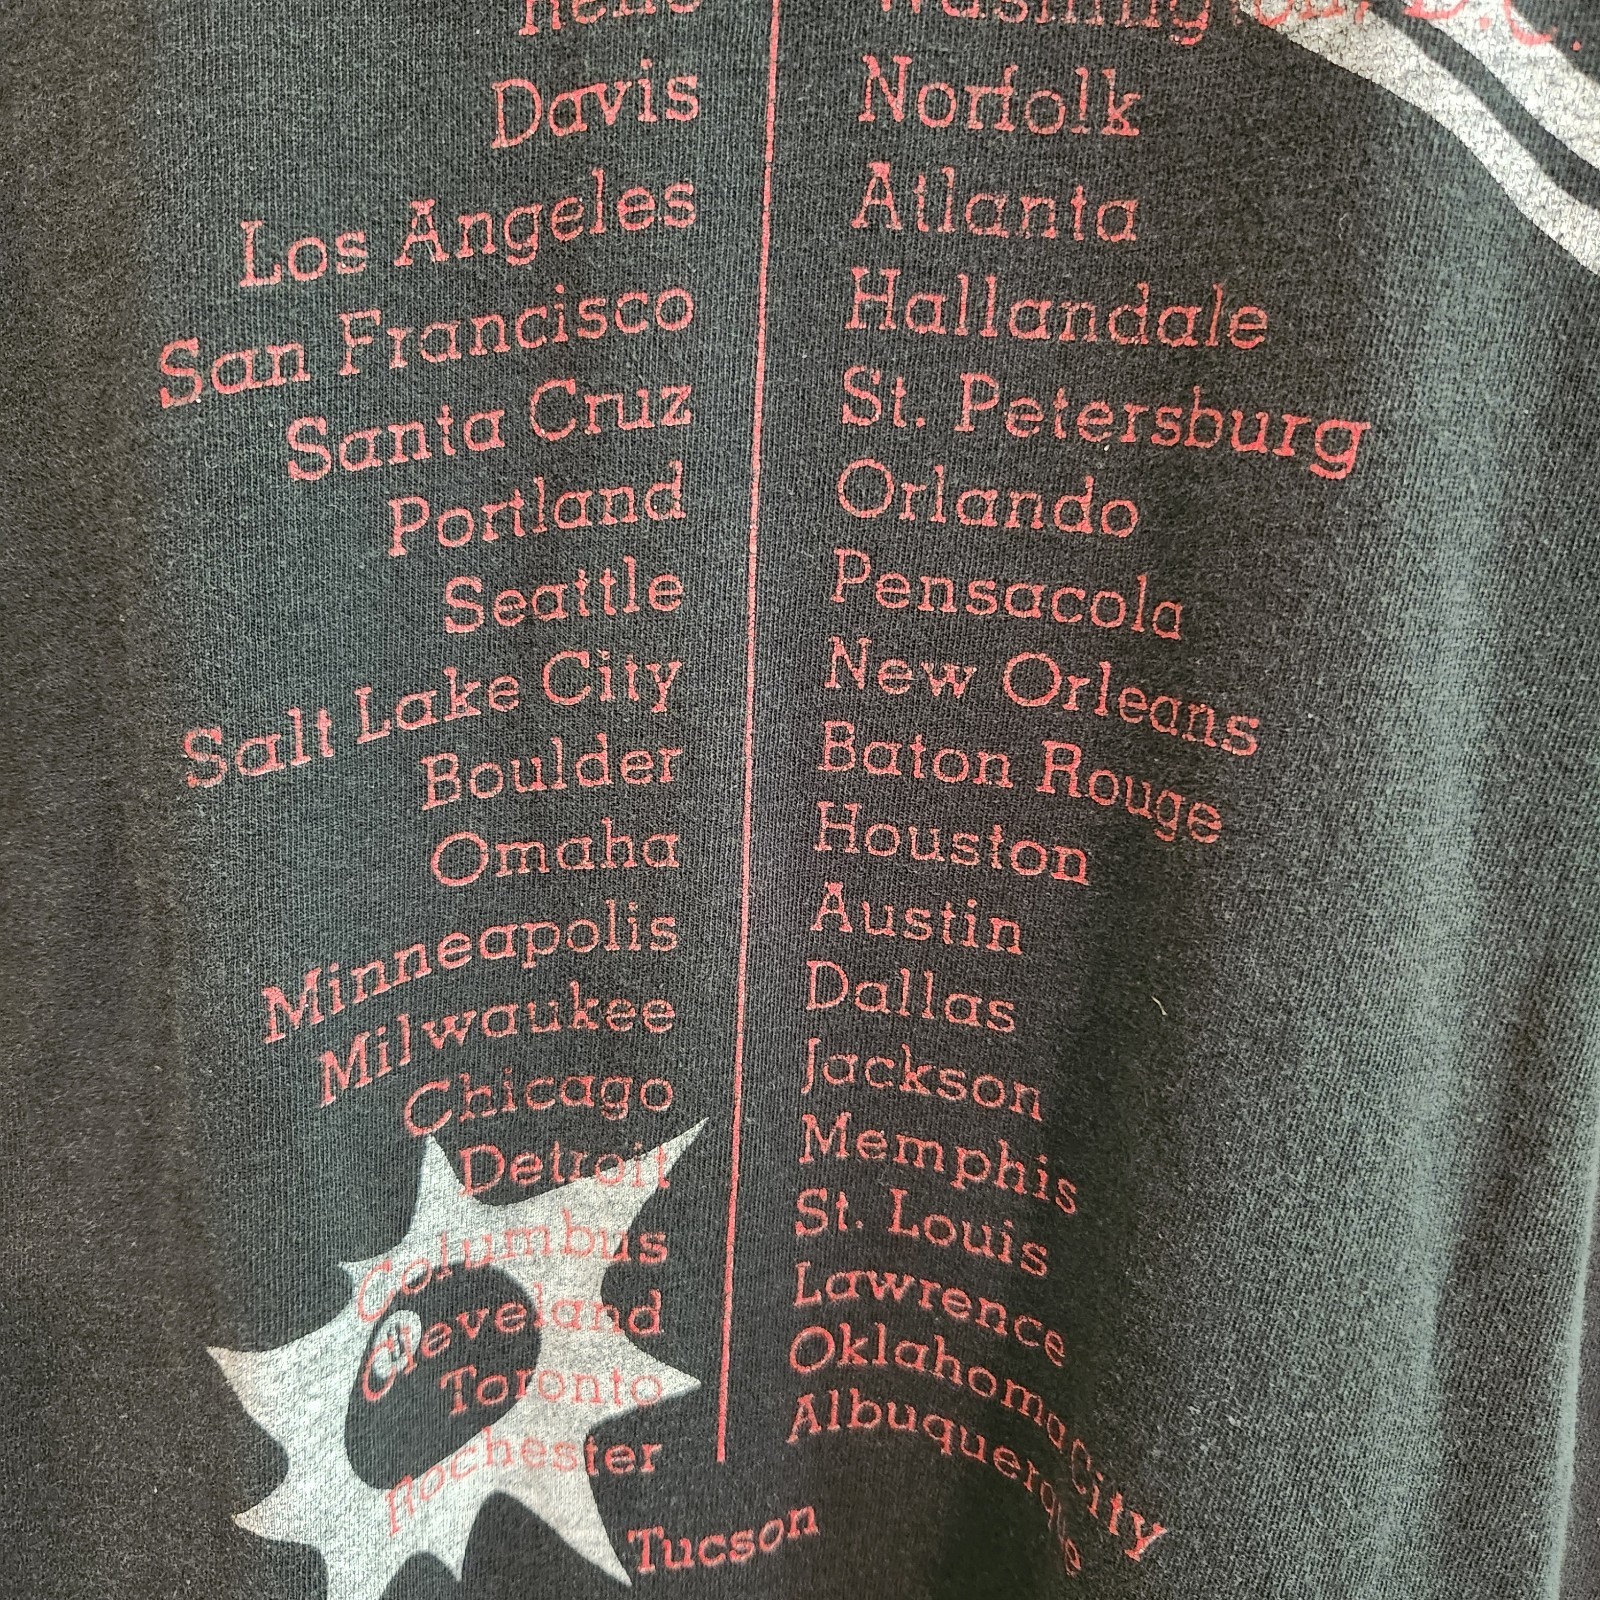 Reno
Davis
Los Angeles
San Francisco
Santa Cruz
Portland
Seattle
Salt Lake City
Boulder
Omaha
Minneapolis
Milwaukee
Chicago
Detroit
Columbus
Cleveland
Toronto
Rochester
Washington, D.C.
Norfolk
Atlanta
Hallandale
St. Petersburg
Orlando
Pensacola
New Orleans
Baton Rouge
Houston
Austin
Dallas
Jackson
Memphis
St. Louis
Lawrence
Oklahoma City
Albuquerque
Tucson